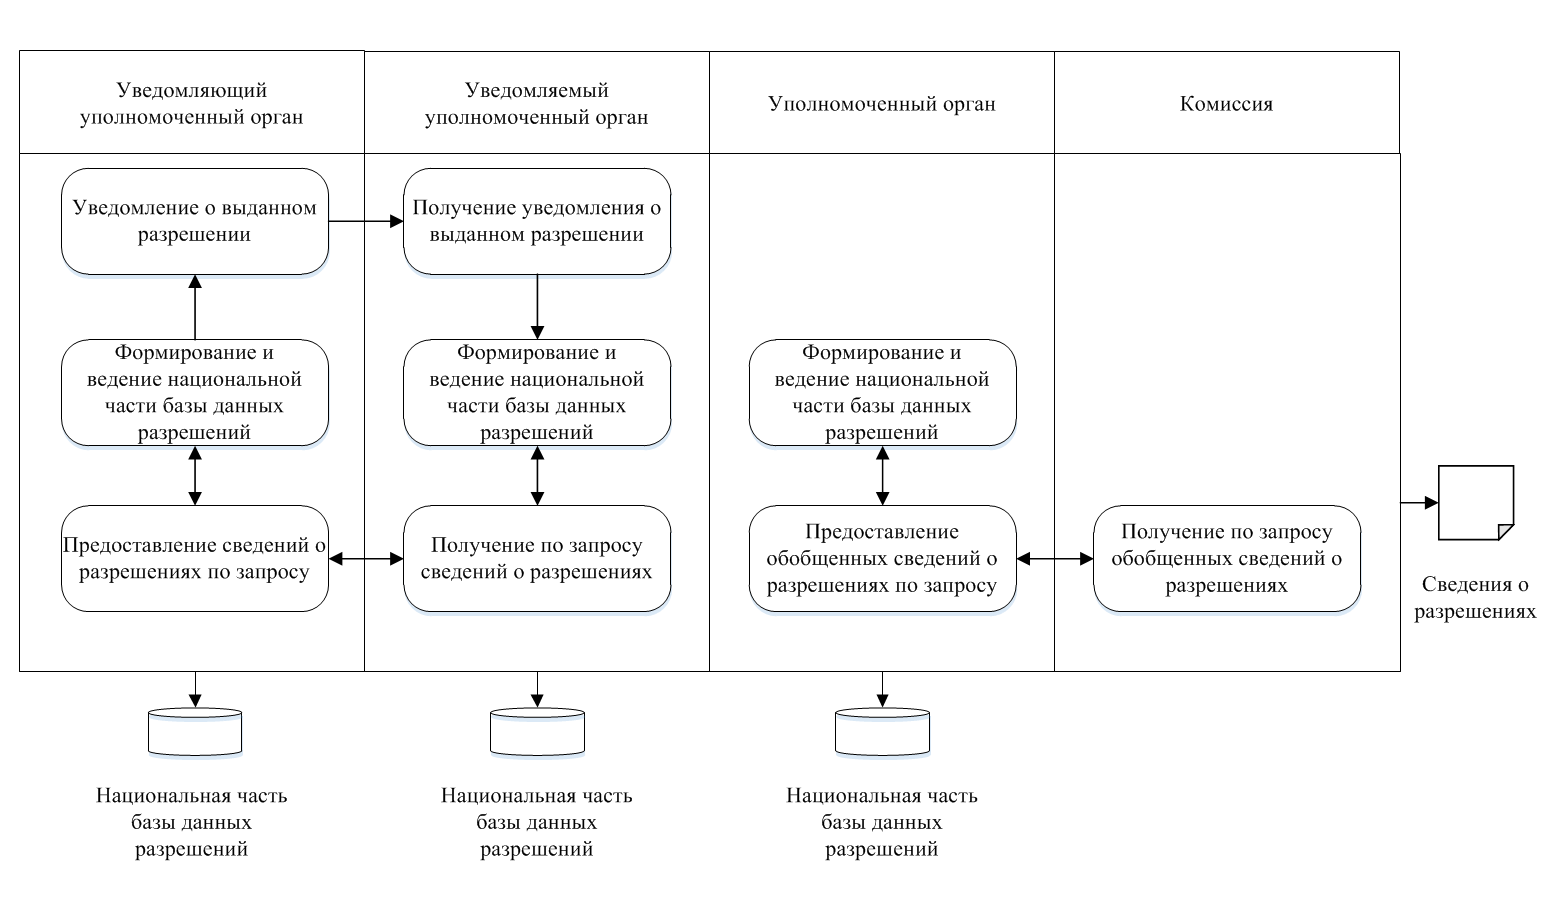 Уведомляющий
уполномоченный орган
Уведомляемый
уполномоченный орган
Уполномоченный орган
Комиссия
Уведомление о выданном
разрешении
Получение уведомления о
выданном разрешении
Формирование и
ведение национальной
части базы данных
разрешений
Формирование и
ведение национальной
части базы данных
разрешений
Формирование и
ведение национальной
части базы данных
разрешений
Предоставление сведений о
разрешениях по запросу
Получение по запросу
сведений о разрешениях
Предоставление
обобщенных сведений о
разрешениях по запросу
Получение по запросу
обобщенных сведений о
разрешениях
Сведения о
разрешениях
Национальная часть
базы данных
разрешений
Национальная часть
базы данных
разрешений
Национальная часть
базы данных
разрешений